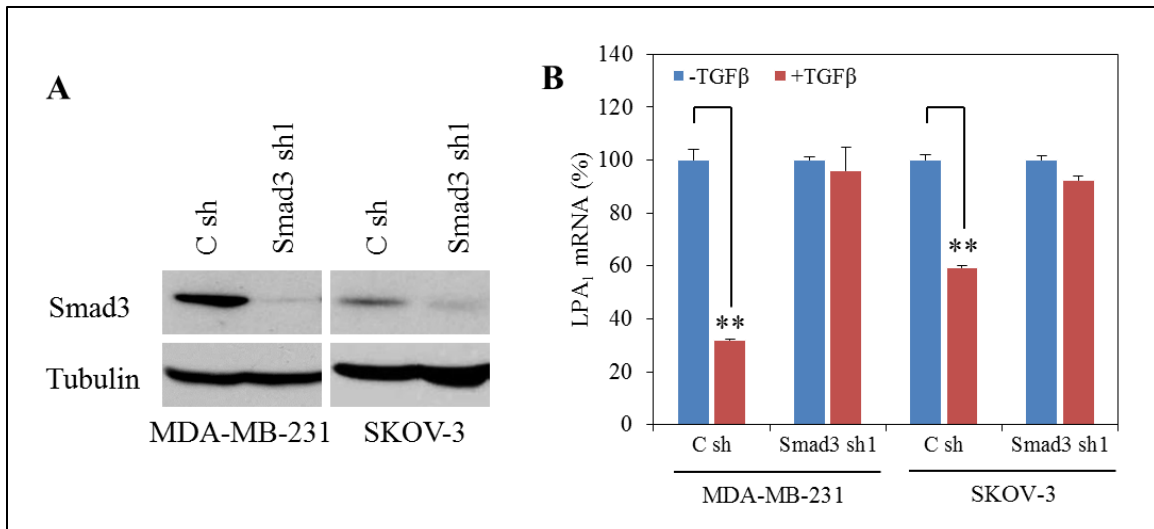 A
C sh
Smad3 sh1
C sh
Smad3 sh1
Smad3
Tubulin
MDA-MB-231
SKOV-3
B
-TGFβ +TGFβ
LPA₁ mRNA (%)
140
120
100
80
60
40
20
0
**
**
C sh Smad3 sh1 C sh Smad3 sh1
MDA-MB-231 SKOV-3